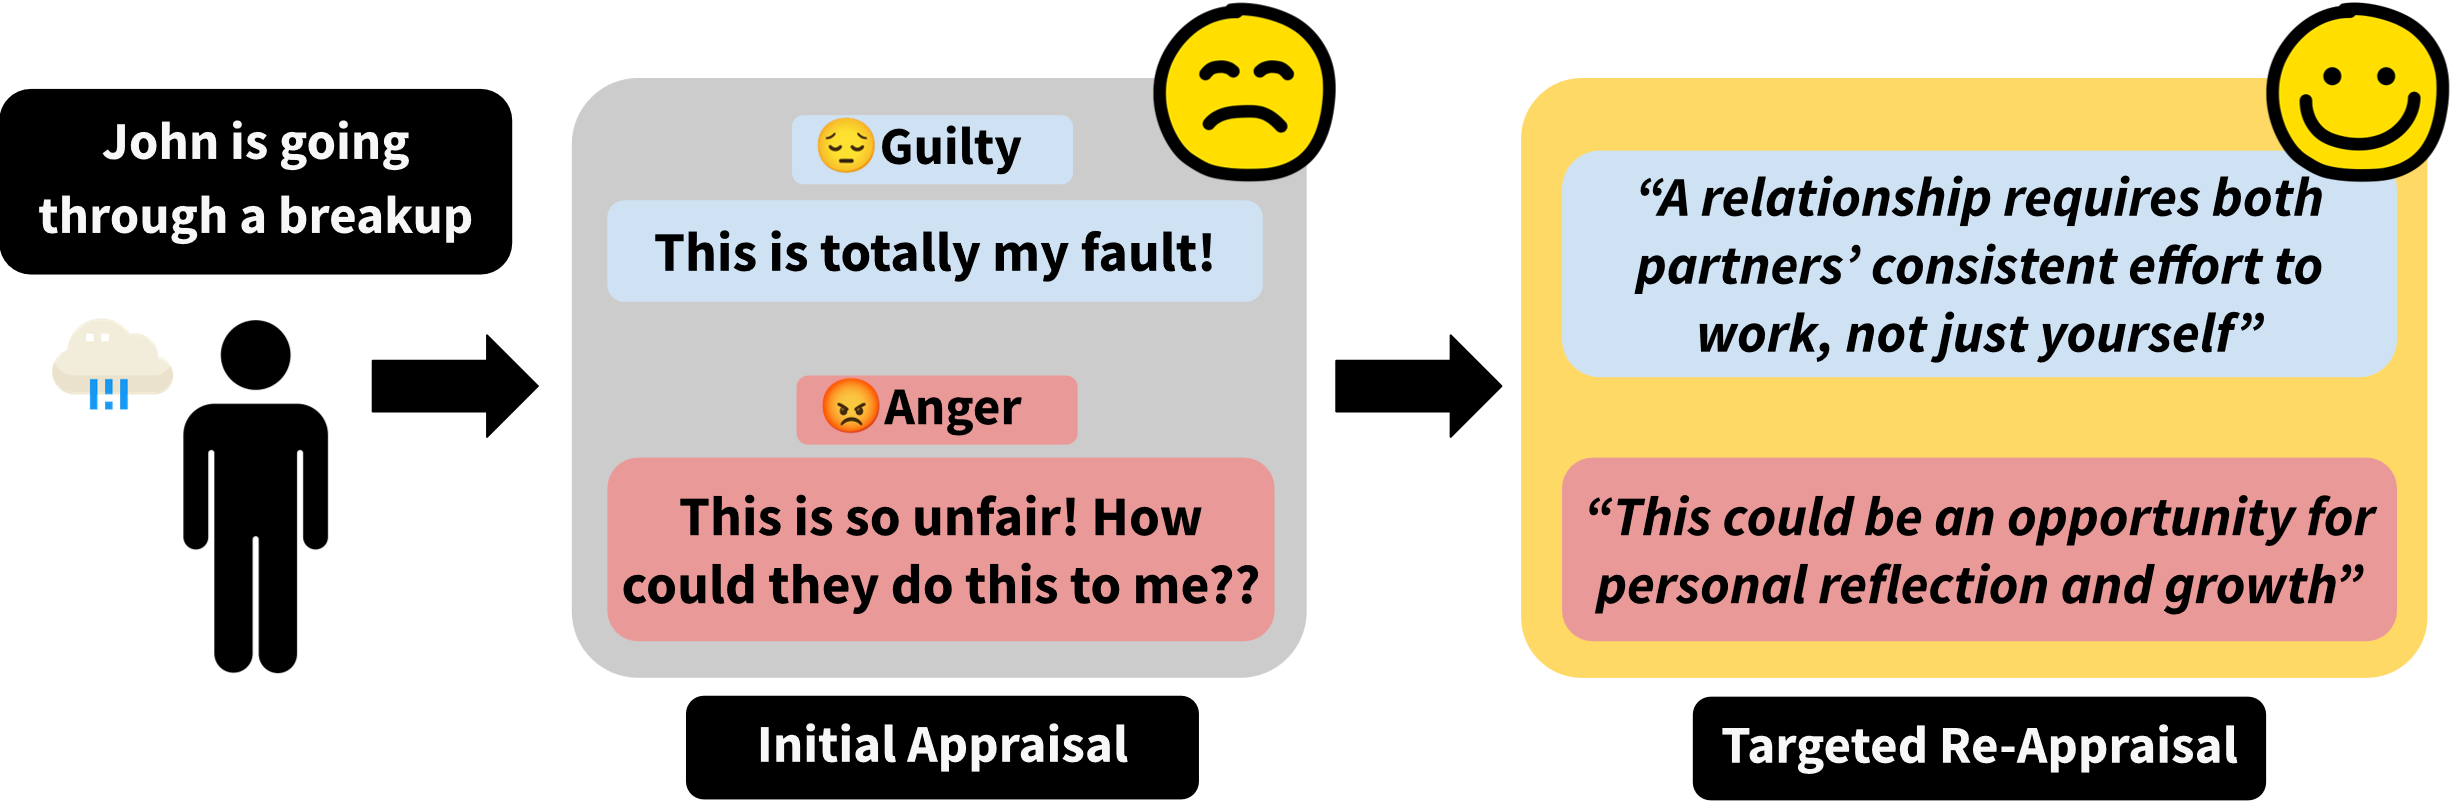 John is going
through a breakup
Guilty
This is totally my fault!
Anger
This is so unfair! How
could they do this to me??
Initial Appraisal
“A relationship requires both
partners’ consistent effort to
work, not just yourself”
“This could be an opportunity for
personal reflection and growth”
Targeted Re-Appraisal